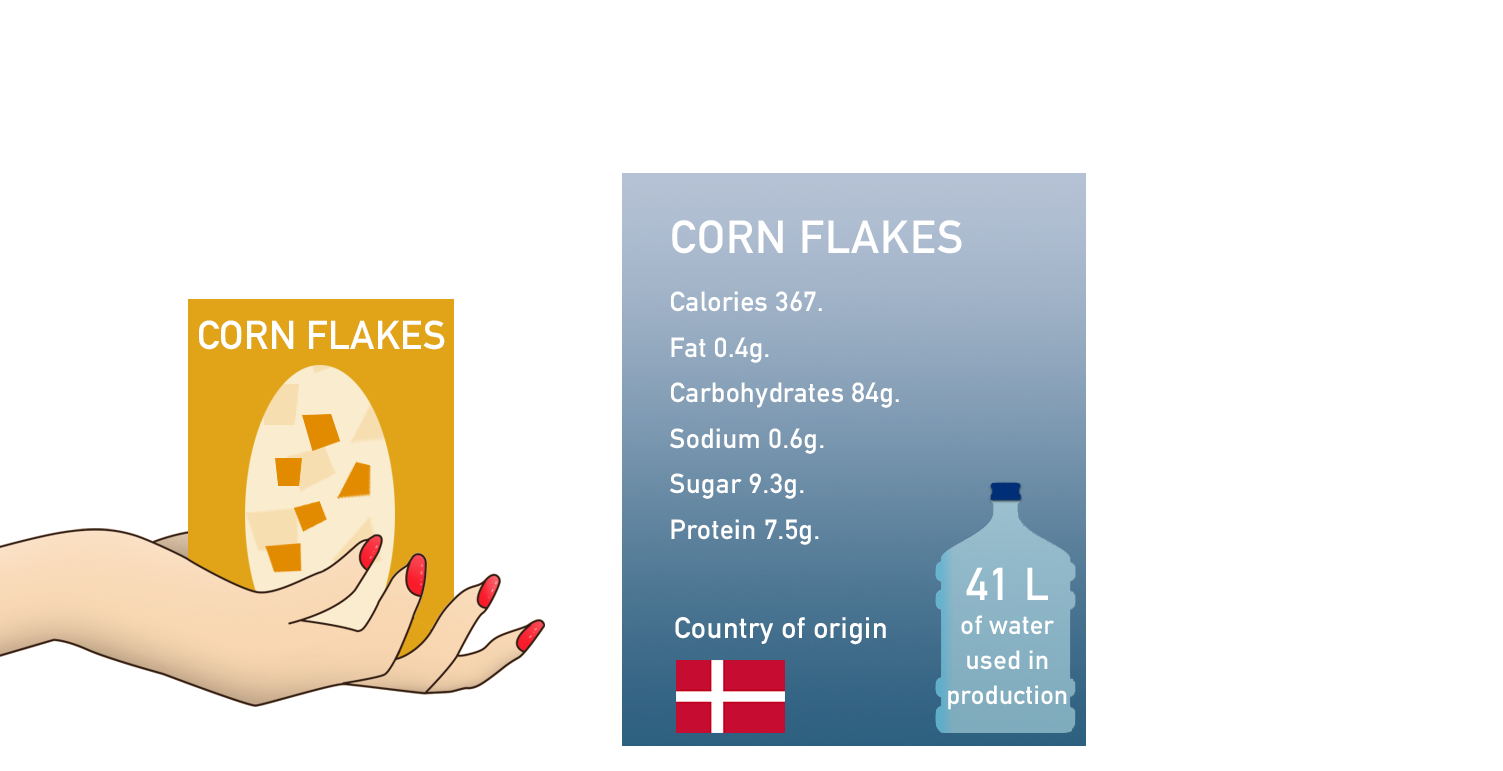 CORN FLAKES
CORN FLAKES
Calories 367.
Fat 0.4g.
Carbohydrates 84g.
Sodium 0.6g.
Sugar 9.3g.
Protein 7.5g.
Country of origin
41 L
of water
used in
production